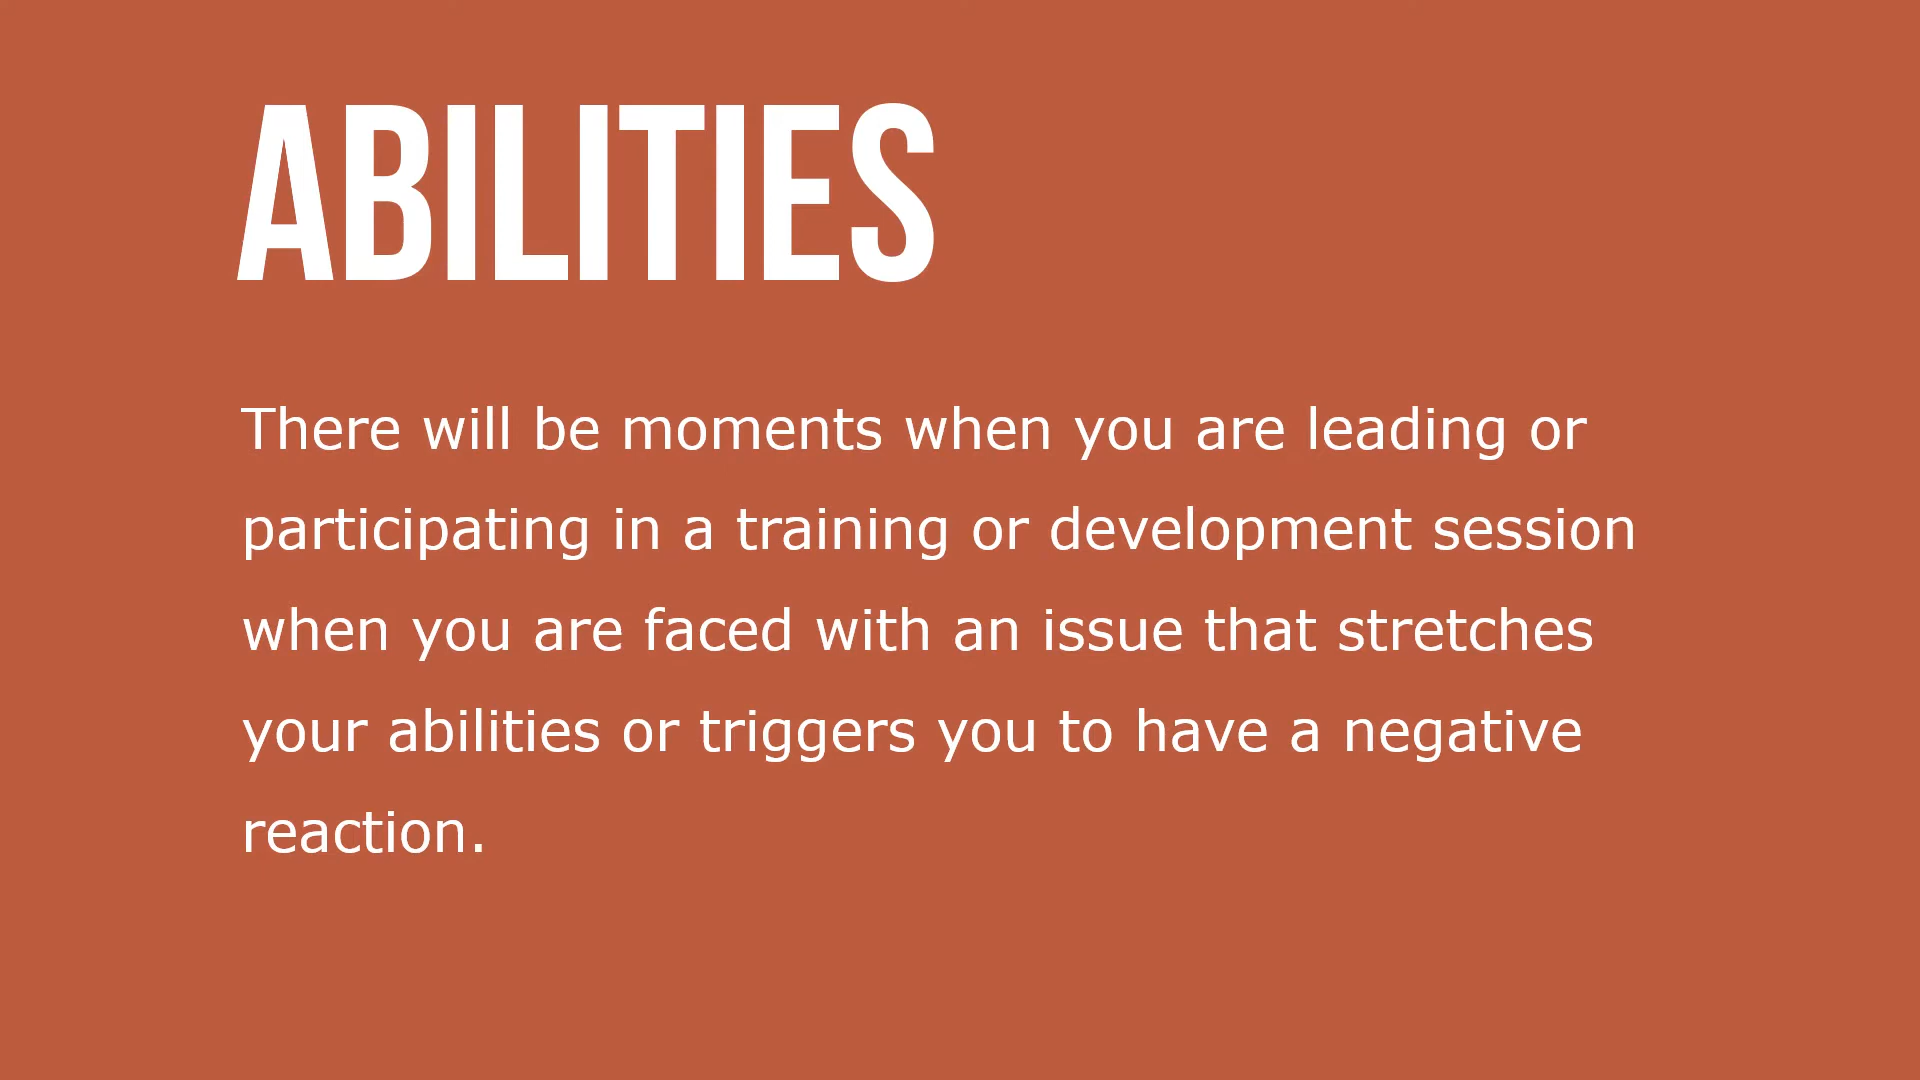 ABILITIES
There will be moments when you are leading or
participating in a training or development session
when you are faced with an issue that stretches
your abilities or triggers you to have a negative
reaction.